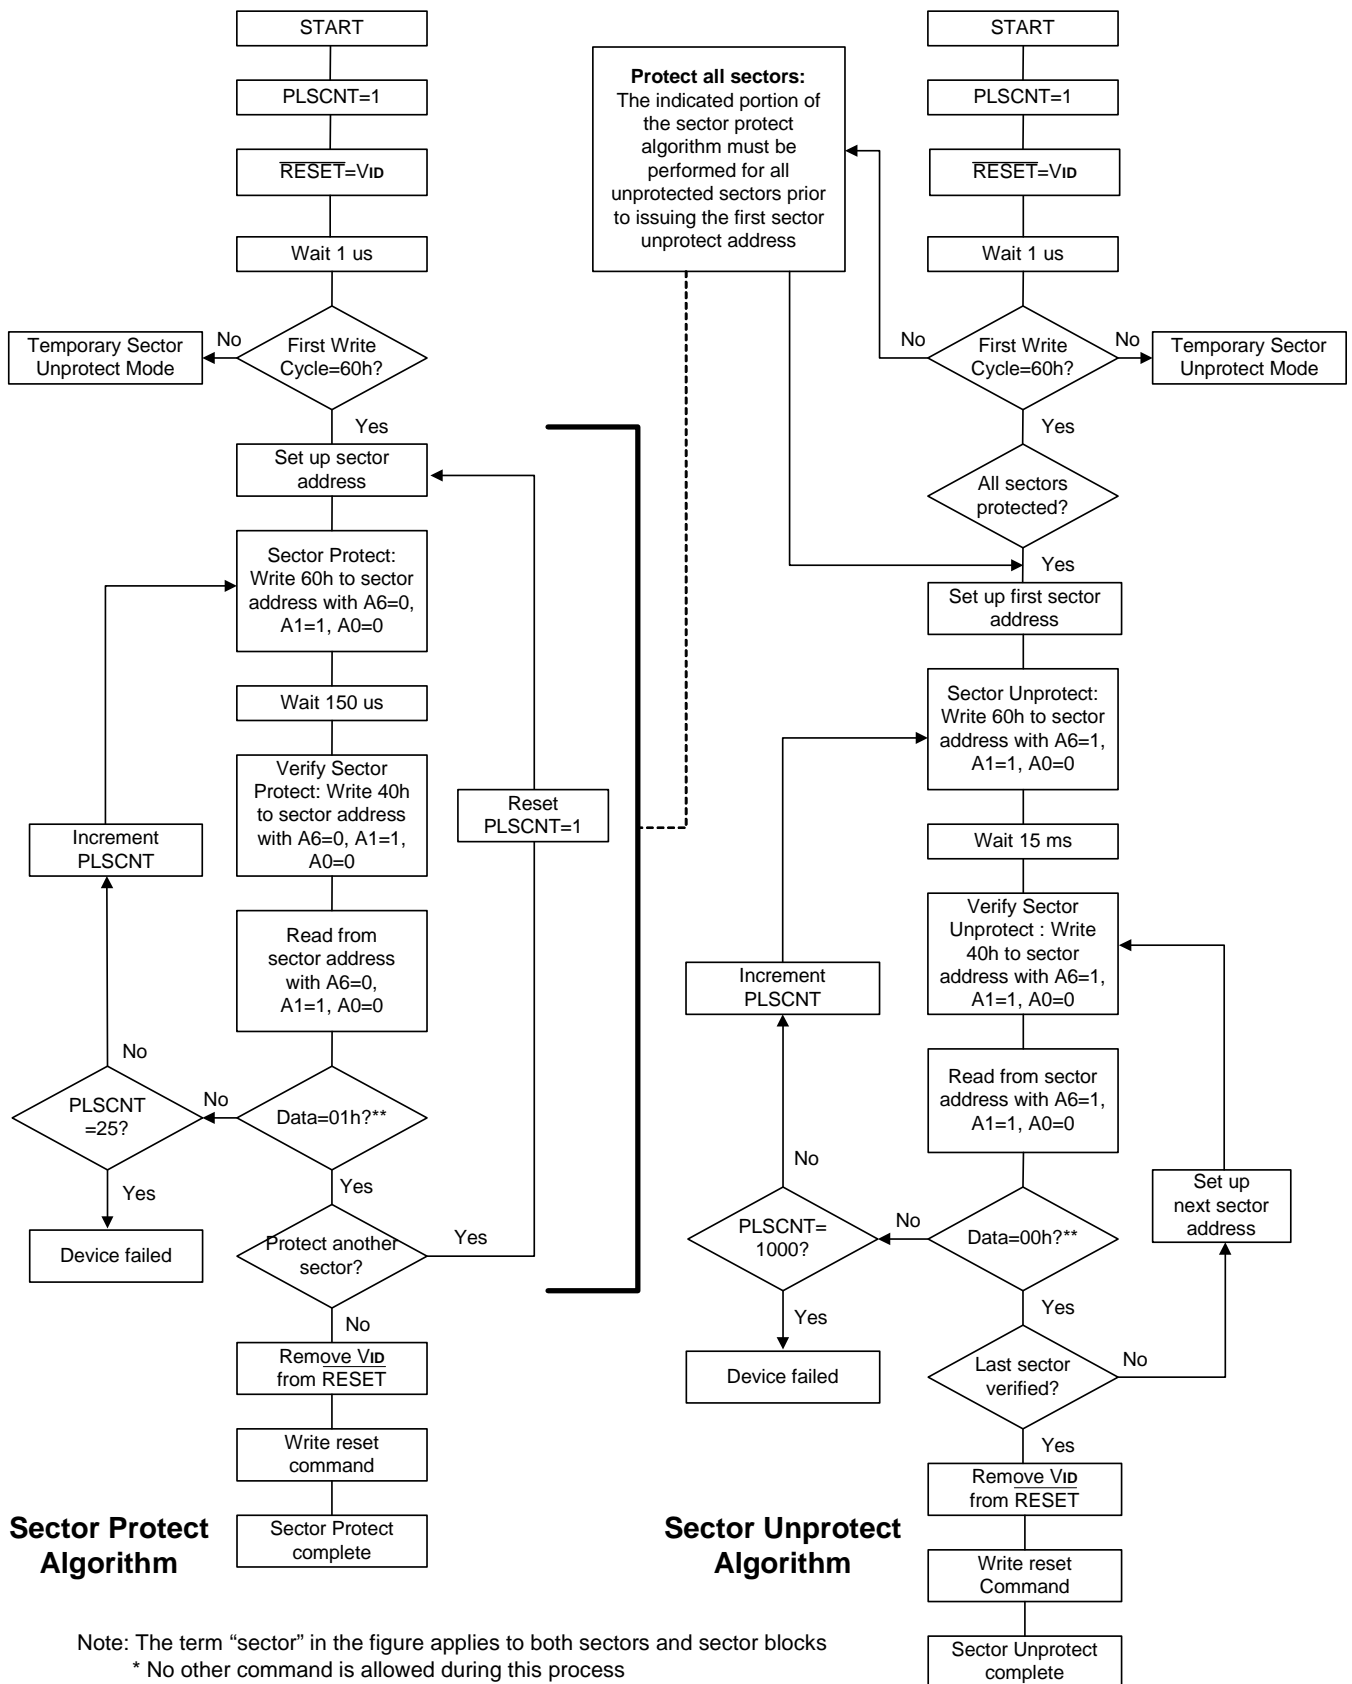 START
PLSCNT=1
RESET=VID
Wait 1 us
First Write
Cycle=60h?
No
Temporary Sector
Unprotect Mode
Yes
Set up sector
address
Sector Protect:
Write 60h to sector
address with A6=0,
A1=1, A0=0
Wait 150 us
Verify Sector
Protect: Write 40h
to sector address
with A6=0, A1=1,
A0=0
Reset
PLSCNT=1
Increment
PLSCNT
Read from
sector address
with A6=0,
A1=1, A0=0
No
PLSCNT
=25?
No
Data=01h?**
Yes
Yes
Device failed
Protect another
sector?
Yes
No
Remove VID
from RESET
Write reset
command
Sector Protect
complete
Sector Protect
Algorithm
Protect all sectors:
The indicated portion of
the sector protect
algorithm must be
performed for all
unprotected sectors prior
to issuing the first sector
unprotect address
START
PLSCNT=1
RESET=VID
Wait 1 us
No
First Write
Cycle=60h?
No
Temporary Sector
Unprotect Mode
Yes
All sectors
protected?
Yes
Set up first sector
address
Sector Unprotect:
Write 60h to sector
address with A6=1,
A1=1, A0=0
Wait 15 ms
Verify Sector
Unprotect : Write
40h to sector
address with A6=1,
A1=1, A0=0
Increment
PLSCNT
Read from sector
address with A6=1,
A1=1, A0=0
No
Set up
next sector
address
PLSCNT=
1000?
No
Data=00h?**
Yes
Yes
Device failed
Last sector
verified?
No
Yes
Remove VID
from RESET
Write reset
Command
Sector Unprotect
complete
Sector Unprotect
Algorithm
Note: The term “sector” in the figure applies to both sectors and sector blocks
* No other command is allowed during this process